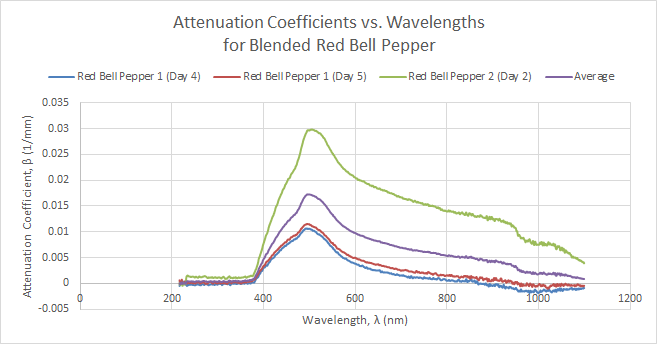 Attenuation Coefficients vs. Wavelengths
for Blended Red Bell Pepper
Red Bell Pepper 1 (Day 4) Red Bell Pepper 1 (Day 5) Red Bell Pepper 2 (Day 2) Average
0.035
0.03
0.025
0.02
0.015
0.01
0.005
0
-0.005
Attenuation Coefficient, β (1/mm)
0 200 400 600 800 1000 1200
Wavelength, λ (nm)